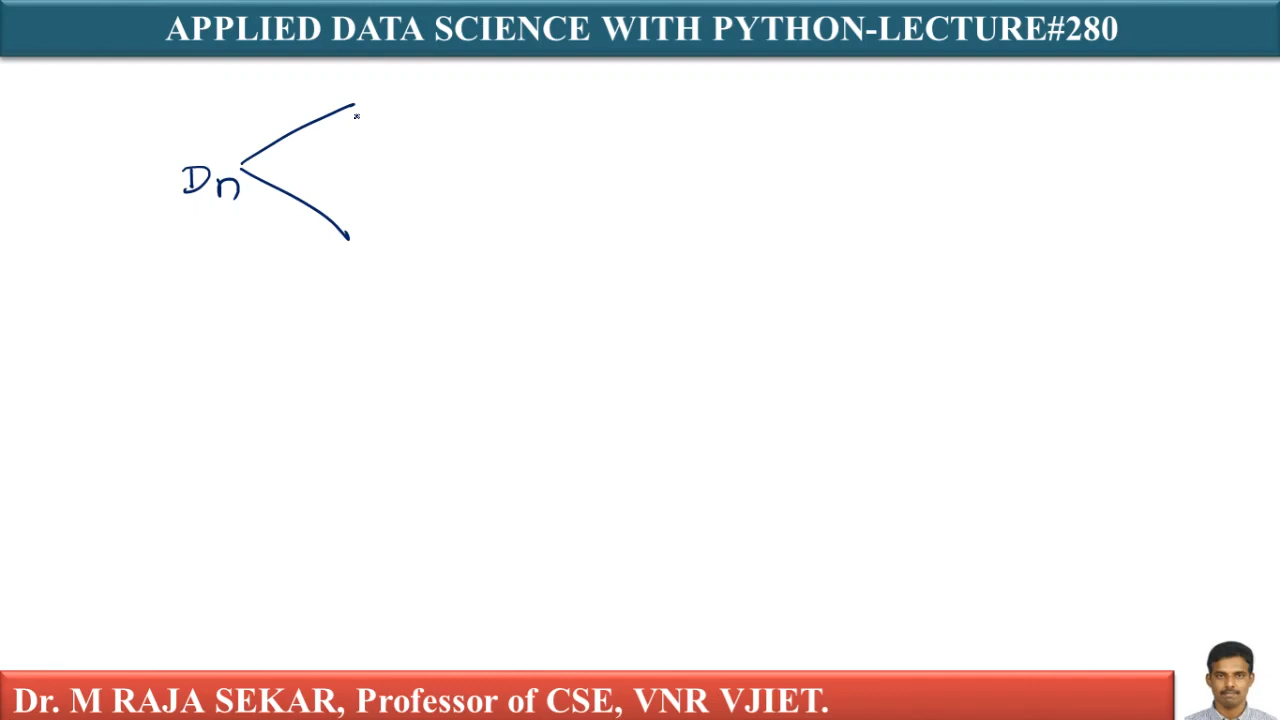 APPLIED DATA SCIENCE WITH PYTHON-LECTURE#280
Dn
Dr. M RAJA SEKAR, Professor of CSE, VNR VJIET.